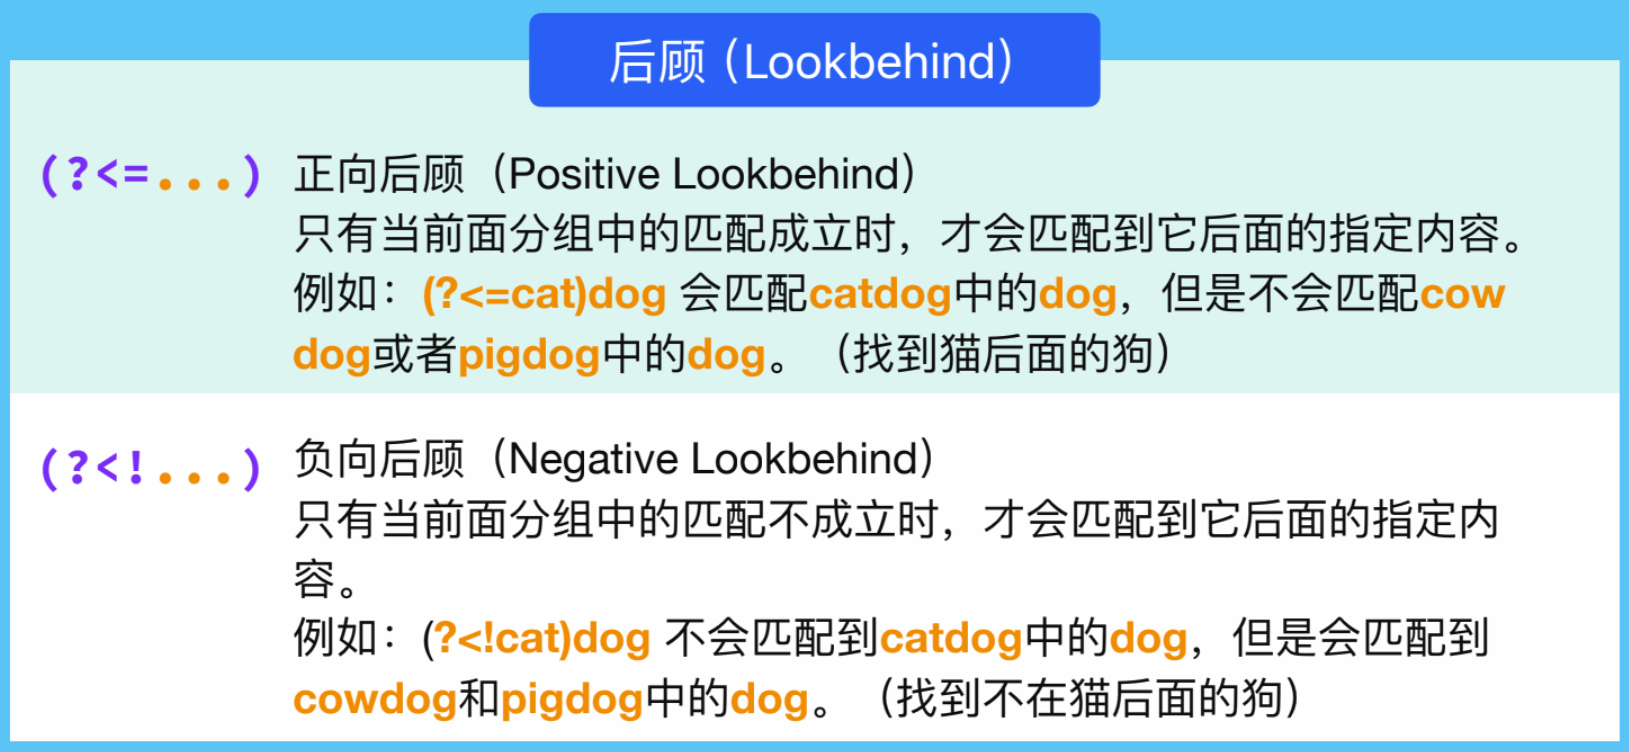 后顾（Lookbehind）
(?<=...) 正向后顾（Positive Lookbehind）
只有当前面分组中的匹配成立时，才会匹配到它后面的指定内容。
例如：(?<=cat)dog 会匹配catdog中的dog，但是不会匹配cow
dog或者pigdog中的dog。（找到猫后面的狗）
(?<!...) 负向后顾（Negative Lookbehind）
只有当前面分组中的匹配不成立时，才会匹配到它后面的指定内
容。
例如：(?<!cat)dog 不会匹配到catdog中的dog，但是会匹配到
cowdog和pigdog中的dog。（找到不在猫后面的狗）